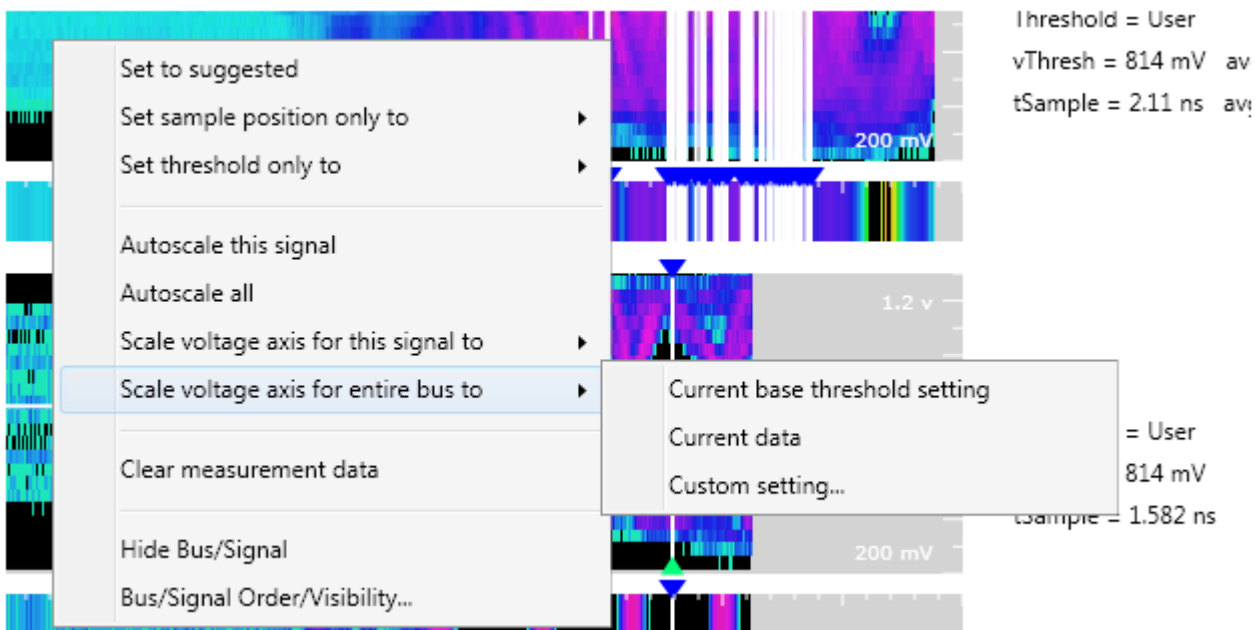 Threshold = User
vThresh = 814 mV av
tSample = 2.11 ns avg
200 mV
Set to suggested
Set sample position only to
Set threshold only to
Autoscale this signal
Autoscale all
Scale voltage axis for this signal to
Scale voltage axis for entire bus to
Clear measurement data
Hide Bus/Signal
Bus/Signal Order/Visibility...
1.2 v
Current base threshold setting
Current data
Custom setting...
= User
814 mV
tSample = 1.582 ns
200 mV